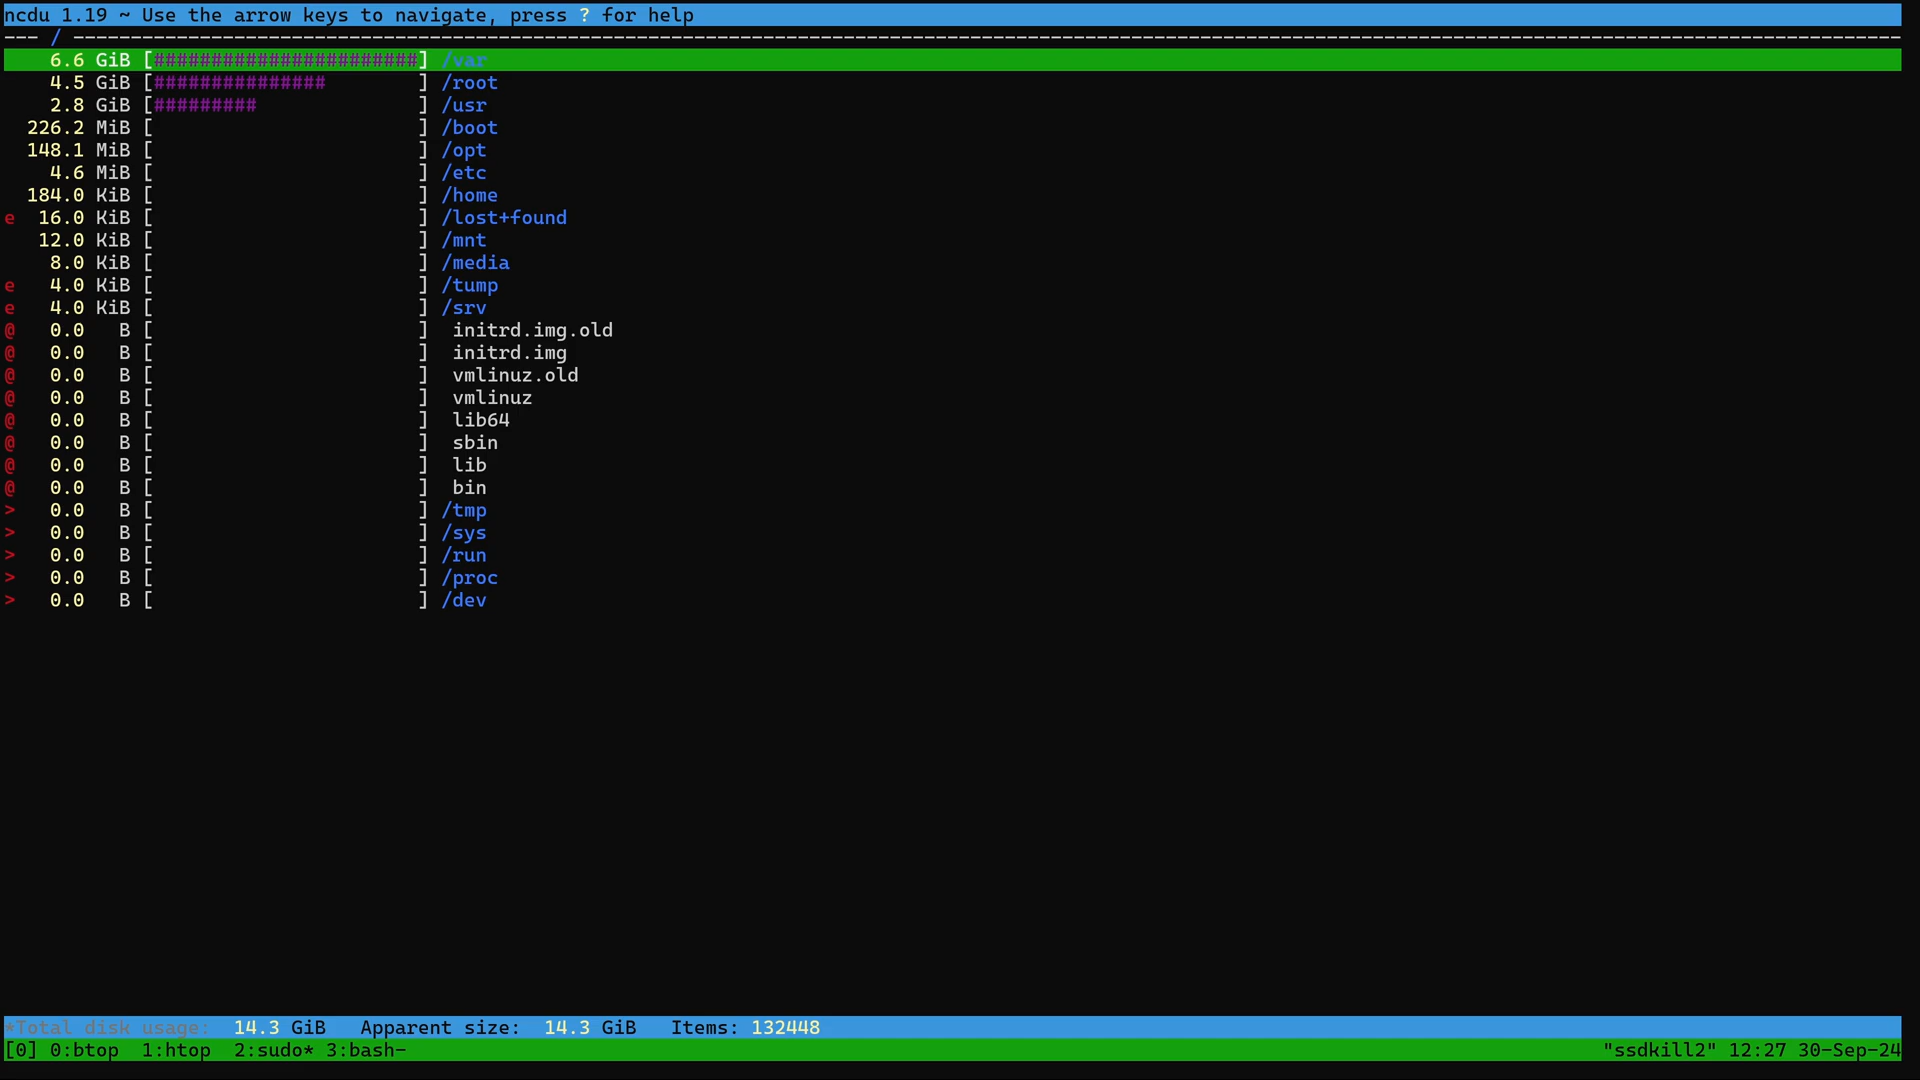 ncdu 1.19 ~ Use the arrow keys to navigate, press ? for help
--- / ----------------------------------------------------------------------------------------------------------------------------------------------------------------
    6.6 GiB [#######################] /var
    4.5 GiB [###############        ] /root
    2.8 GiB [#########              ] /usr
  226.2 MiB [                       ] /boot
  148.1 MiB [                       ] /opt
    4.6 MiB [                       ] /etc
  184.0 KiB [                       ] /home
e  16.0 KiB [                       ] /lost+found
   12.0 KiB [                       ] /mnt
    8.0 KiB [                       ] /media
e   4.0 KiB [                       ] /tump
e   4.0 KiB [                       ] /srv
@   0.0   B [                       ]  initrd.img.old
@   0.0   B [                       ]  initrd.img
@   0.0   B [                       ]  vmlinuz.old
@   0.0   B [                       ]  vmlinuz
@   0.0   B [                       ]  lib64
@   0.0   B [                       ]  sbin
@   0.0   B [                       ]  lib
@   0.0   B [                       ]  bin
>   0.0   B [                       ] /tmp
>   0.0   B [                       ] /sys
>   0.0   B [                       ] /run
>   0.0   B [                       ] /proc
>   0.0   B [                       ] /dev
*Total disk usage:  14.3 GiB   Apparent size:  14.3 GiB   Items: 132448
[0] 0:btop  1:htop  2:sudo* 3:bash-    "ssdkill2" 12:27 30-Sep-24